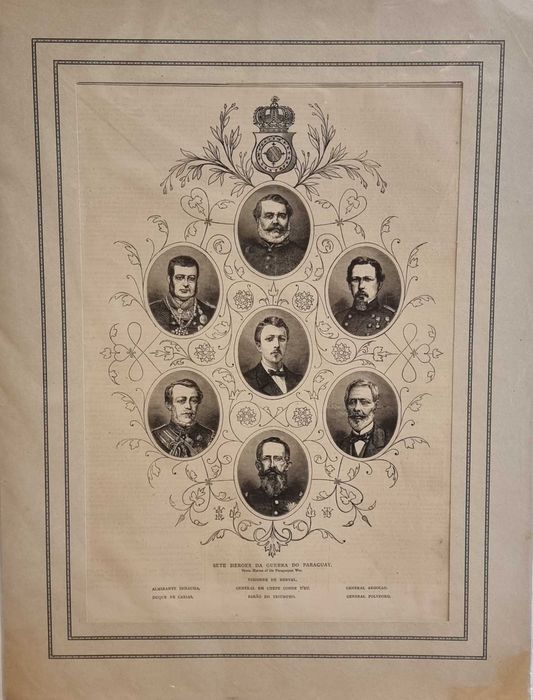 SETE HEROES DA GUERRA DO PARAGUAY.
Seven Heroes of the Paraguayan War.
VISCONDE DE HERVAL,
ALMIRANTE INHAUMA, GENERAL EM CHEFE CONDE D'EU, GENERAL ARGOLLO,
DUQUE DE CAXIAS, BARÃO DO TRIUMPHO, GENERAL POLYDORO.